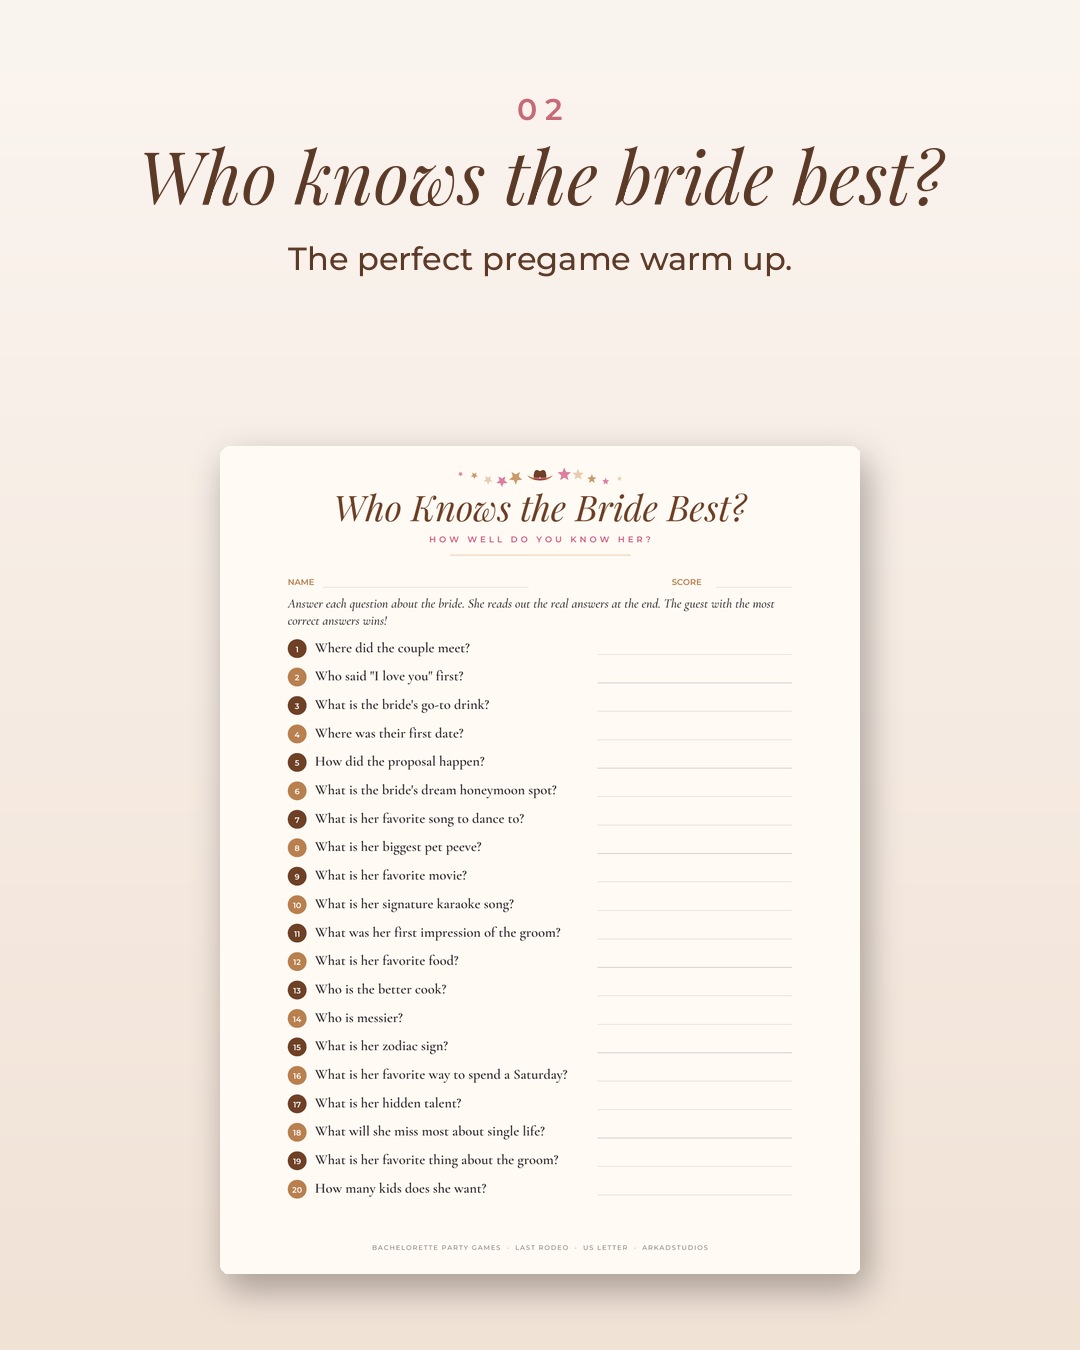 02
Who knows the bride best?
The perfect pregame warm up.
Who Knows the Bride Best?
HOW WELL DO YOU KNOW HER?
NAME SCORE
Answer each question about the bride. She reads out the real answers at the end. The guest with the most
correct answers wins!
1 Where did the couple meet?
2 Who said "I love you" first?
3 What is the bride's go-to drink?
4 Where was their first date?
5 How did the proposal happen?
6 What is the bride's dream honeymoon spot?
7 What is her favorite song to dance to?
8 What is her biggest pet peeve?
9 What is her favorite movie?
10 What is her signature karaoke song?
11 What was her first impression of the groom?
12 What is her favorite food?
13 Who is the better cook?
14 Who is messier?
15 What is her zodiac sign?
16 What is her favorite way to spend a Saturday?
17 What is her hidden talent?
18 What will she miss most about single life?
19 What is her favorite thing about the groom?
20 How many kids does she want?
BACHELORETTE PARTY GAMES · LAST RODEO · US LETTER · ARKADSTUDIOS